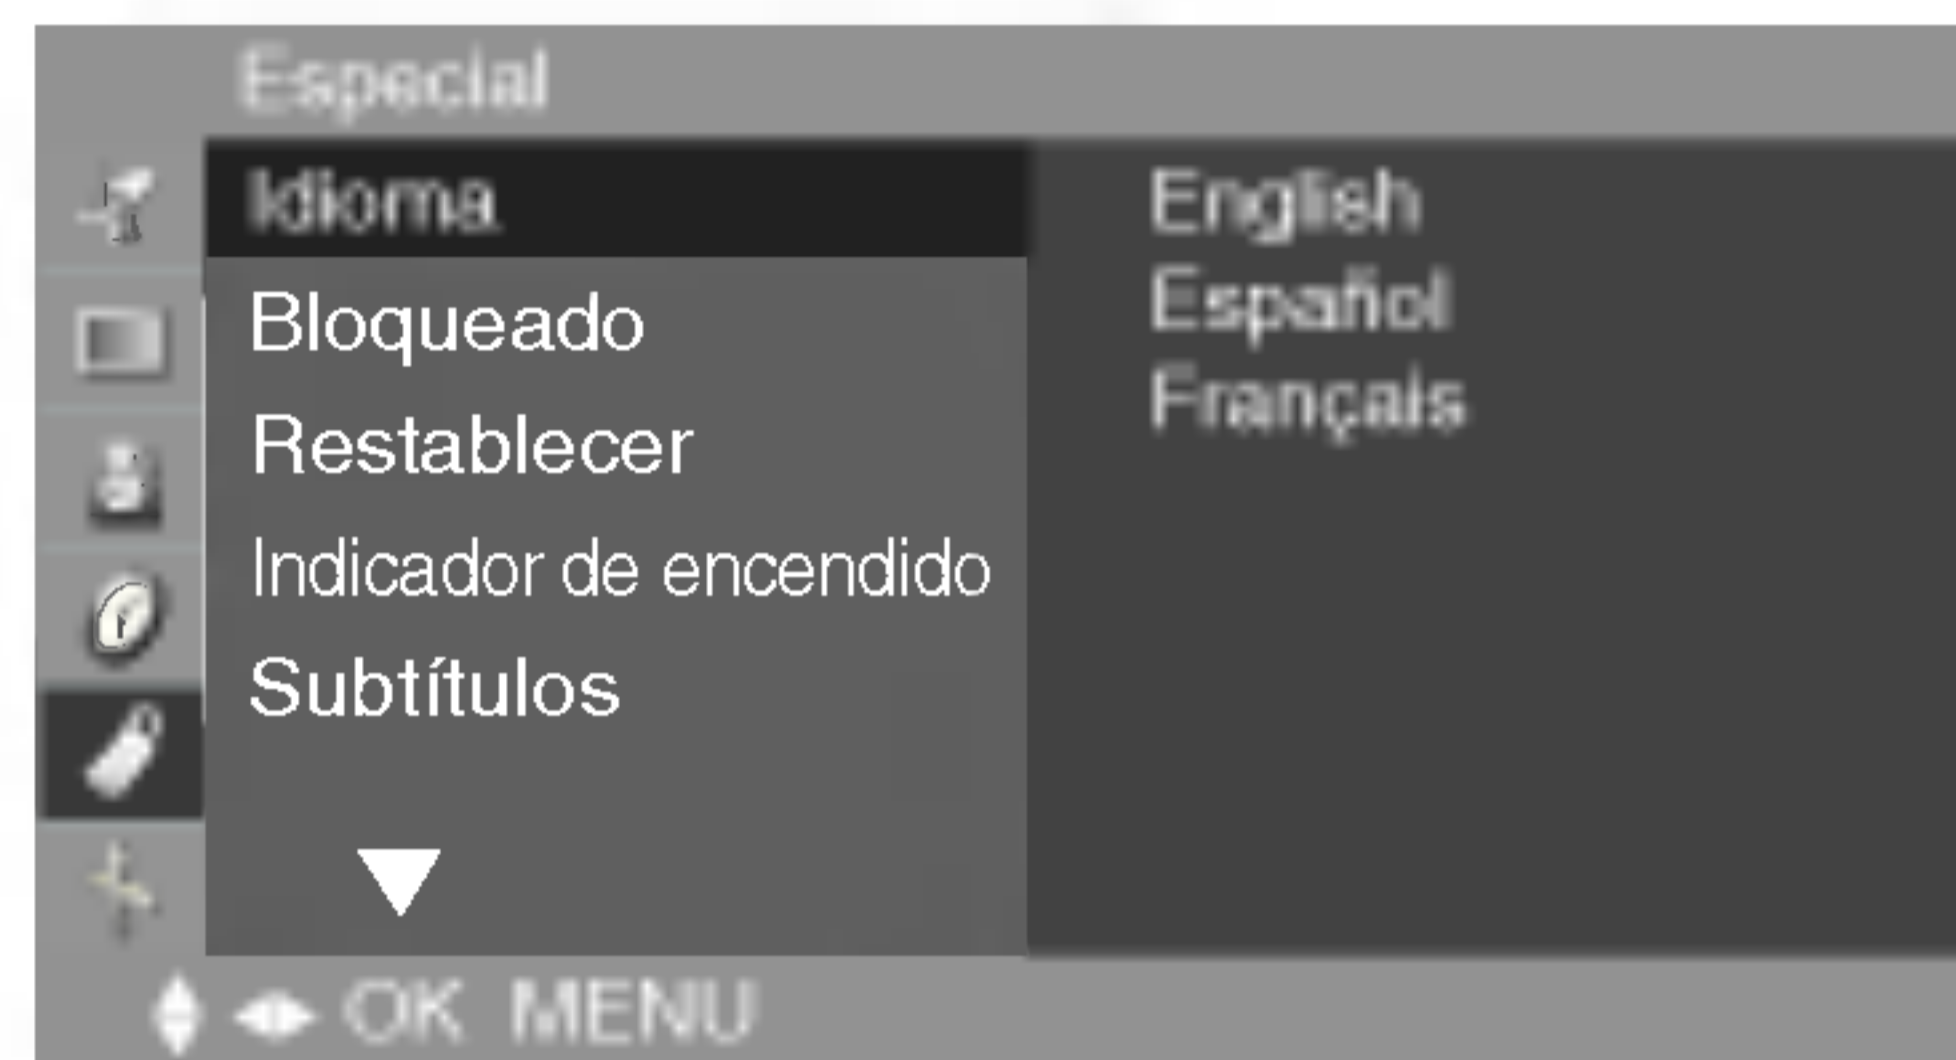 Especial
Idioma
Bloqueado
Restablecer
Indicador de encendido
Subtítulos
English
Español
Français
OK MENU